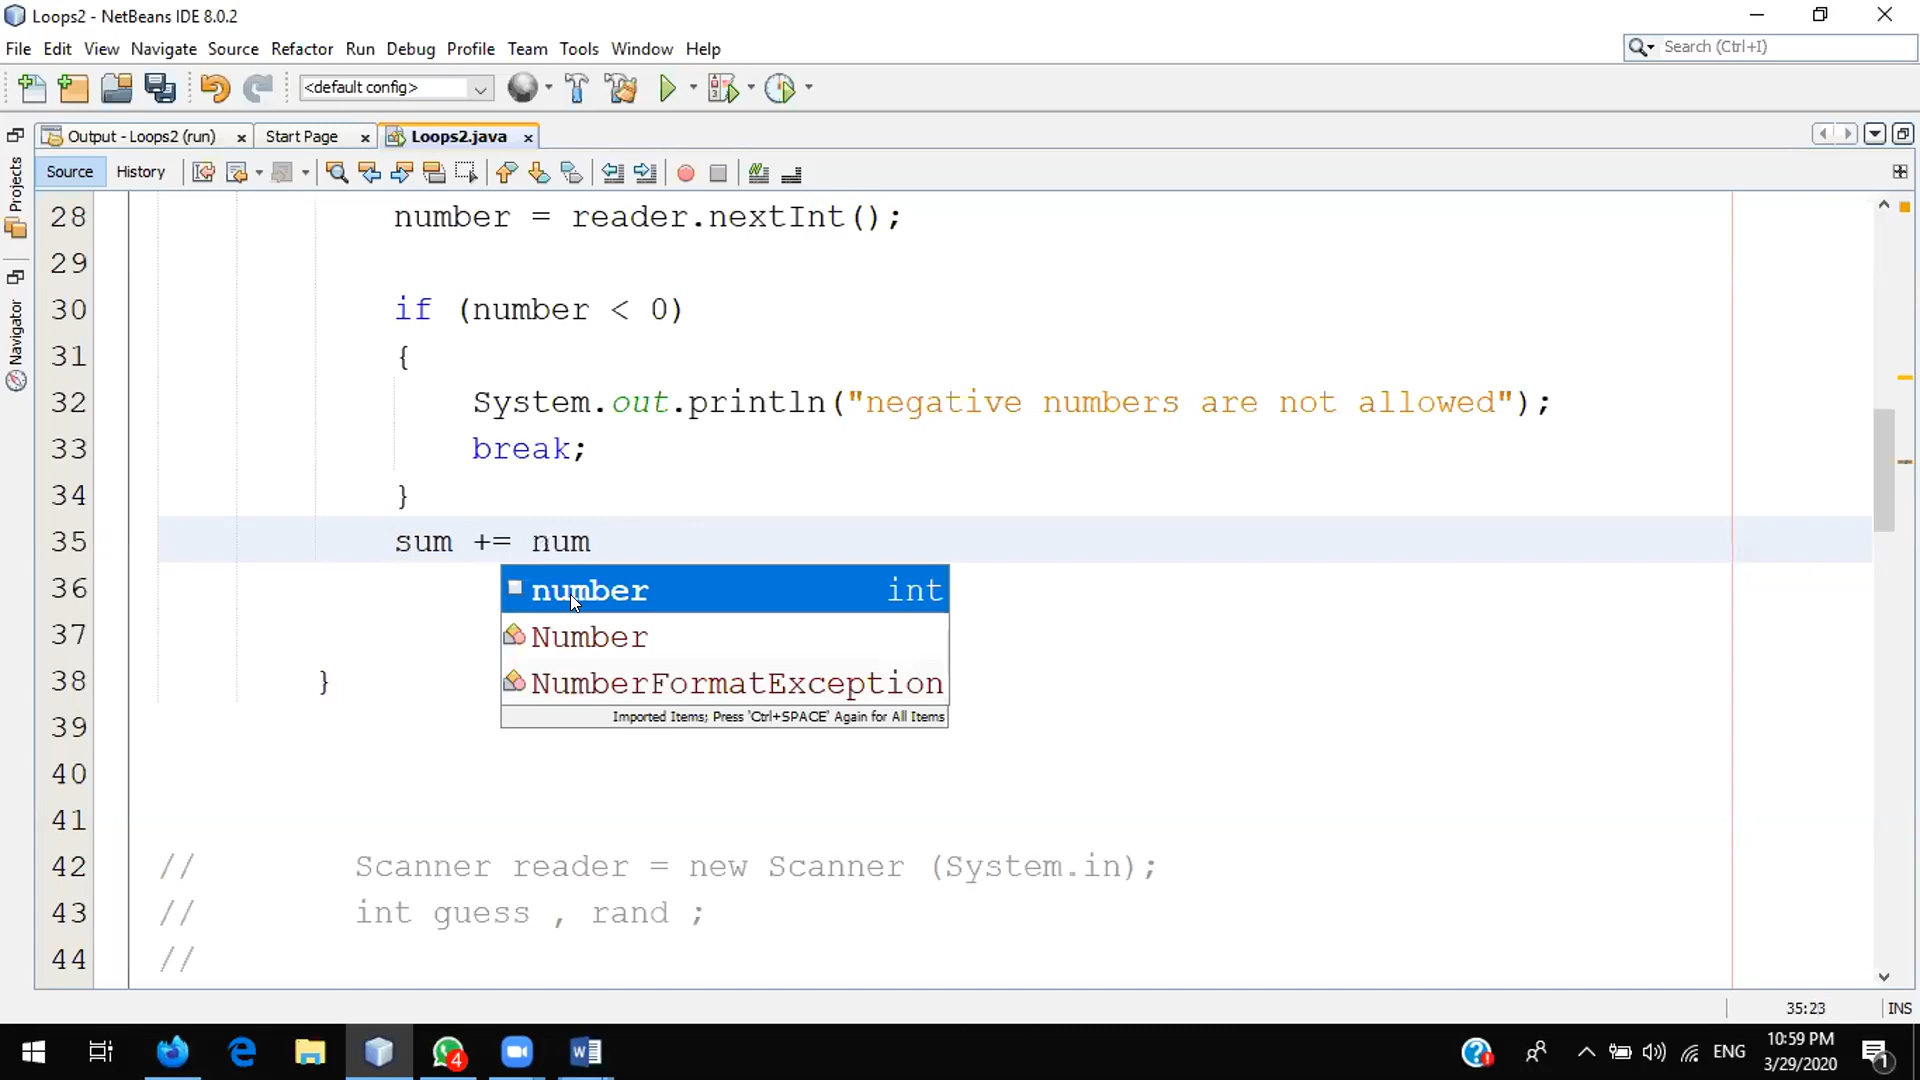 Loops2 - NetBeans IDE 8.0.2
File Edit View Navigate Source Refactor Run Debug Profile Team Tools Window Help
Search (Ctrl+I)
<default config>
Output - Loops2 (run) Start Page Loops2.java
Source History
Projects
Navigator
28 number = reader.nextInt();
29
30 if (number < 0)
31 {
32 System.out.println("negative numbers are not allowed");
33 break;
34 }
35 sum += num
36
number int
37
Number
38 }
NumberFormatException
Imported Items; Press 'Ctrl+SPACE' Again for All Items
39
40
41
42 // Scanner reader = new Scanner (System.in);
43 // int guess , rand ;
44 //
35:23 INS
4
ENG
10:59 PM
3/29/2020
1